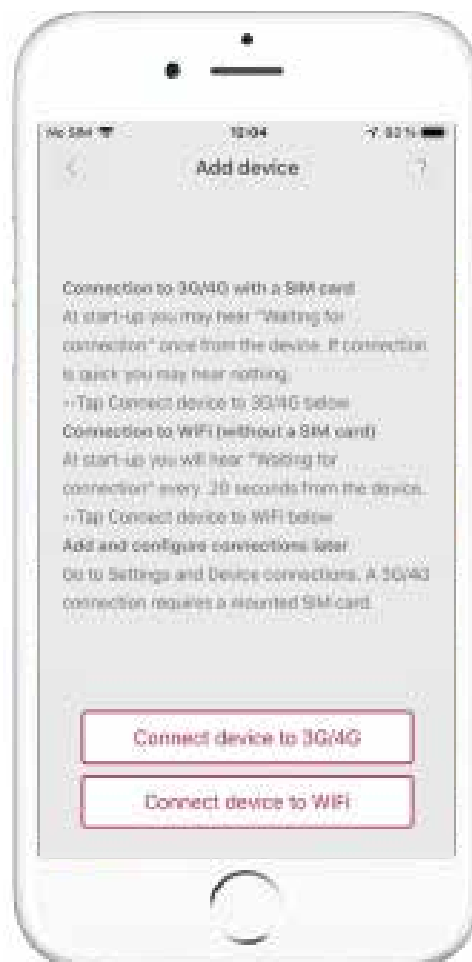 No SIM 12:04 92%
Add device ?
Connection to 3G/4G with a SIM card
At start-up you may hear "Waiting for
connection" once from the device. If connection
is quick you may hear nothing.
--Tap Connect device to 3G/4G below
Connection to WiFi (without a SIM card)
At start-up you will hear "Waiting for
connection" every 20 seconds from the device.
--Tap Connect device to WiFi below
Add and configure connections later
Go to Settings and Device connections. A 3G/4G
connection requires a mounted SIM card.
Connect device to 3G/4G
Connect device to WiFi